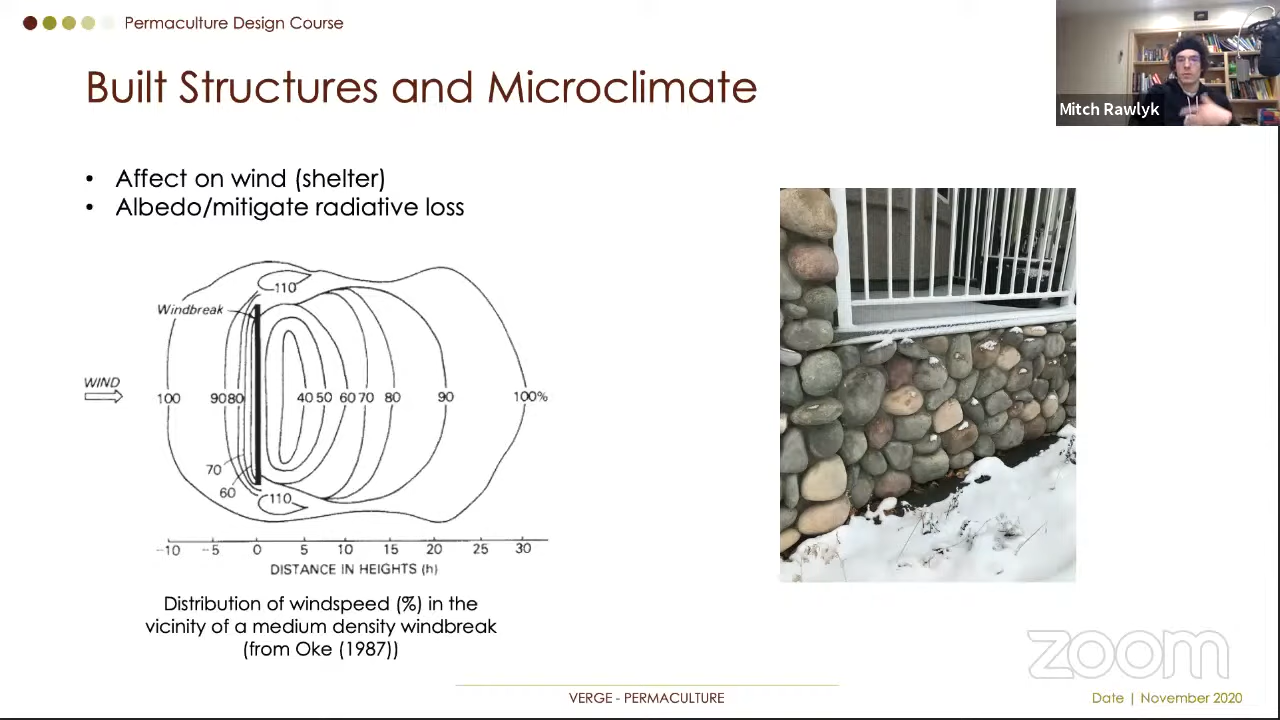 Permaculture Design Course
Mitch Rawlyk
Built Structures and Microclimate
• Affect on wind (shelter)
• Albedo/mitigate radiative loss
110
Windbreak
WIND
100 90 80 40 50 60 70 80 90 100%
70
60
110
-10 -5 0 5 10 15 20 25 30
DISTANCE IN HEIGHTS (h)
Distribution of windspeed (%) in the
vicinity of a medium density windbreak
(from Oke (1987))
zoom
VERGE - PERMACULTURE
Date | November 2020